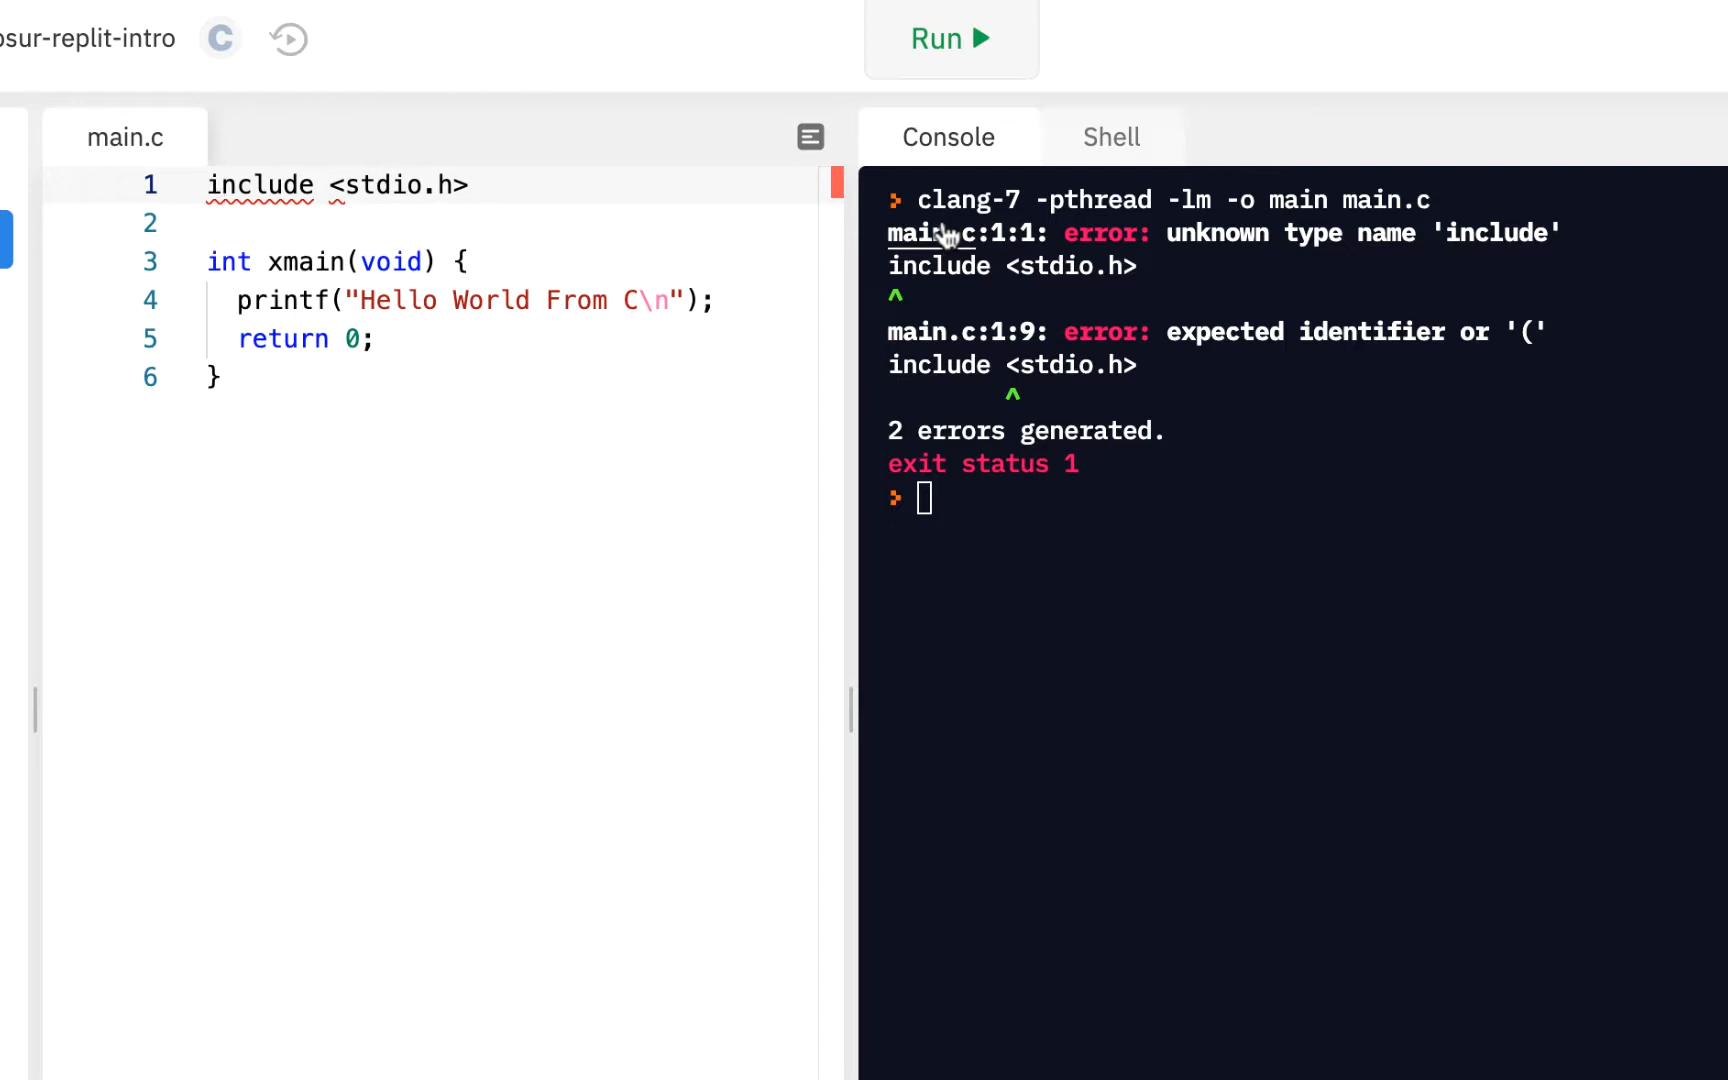 osur-replit-intro C
Run
main.c
1 include <stdio.h>
2
3 int xmain(void) {
4 printf("Hello World From C\n");
5 return 0;
6 }
Console Shell
clang-7 -pthread -lm -o main main.c
main.c:1:1: error: unknown type name 'include'
include <stdio.h>
^
main.c:1:9: error: expected identifier or '('
include <stdio.h>
^
2 errors generated.
exit status 1